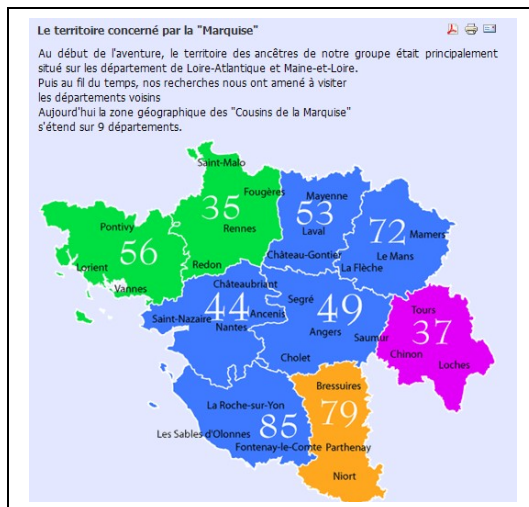 Le territoire concerné par la "Marquise"
Au début de l'aventure, le territoire des ancêtres de notre groupe était principalement
situé sur les département de Loire-Atlantique et Maine-et-Loire.
Puis au fil du temps, nos recherches nous ont amené à visiter
les départements voisins
Aujourd'hui la zone géographique des "Cousins de la Marquise"
s'étend sur 9 départements.
Saint-Malo
Fougères
Mayenne
35
53
Pontivy
Rennes
Laval
72
Mamers
56
Château-Gontier
Le Mans
Lorient
Redon
La Flèche
Vannes
Châteaubriant
44
Segré
49
Saint-Nazaire
Ancenis
Tours
Nantes
Angers
Saumur
37
Cholet
Chinon
Loches
Bressuires
La Roche-sur-Yon
79
85
Les Sables d'Olonnes
Fontenay-le-Comte
Parthenay
Niort